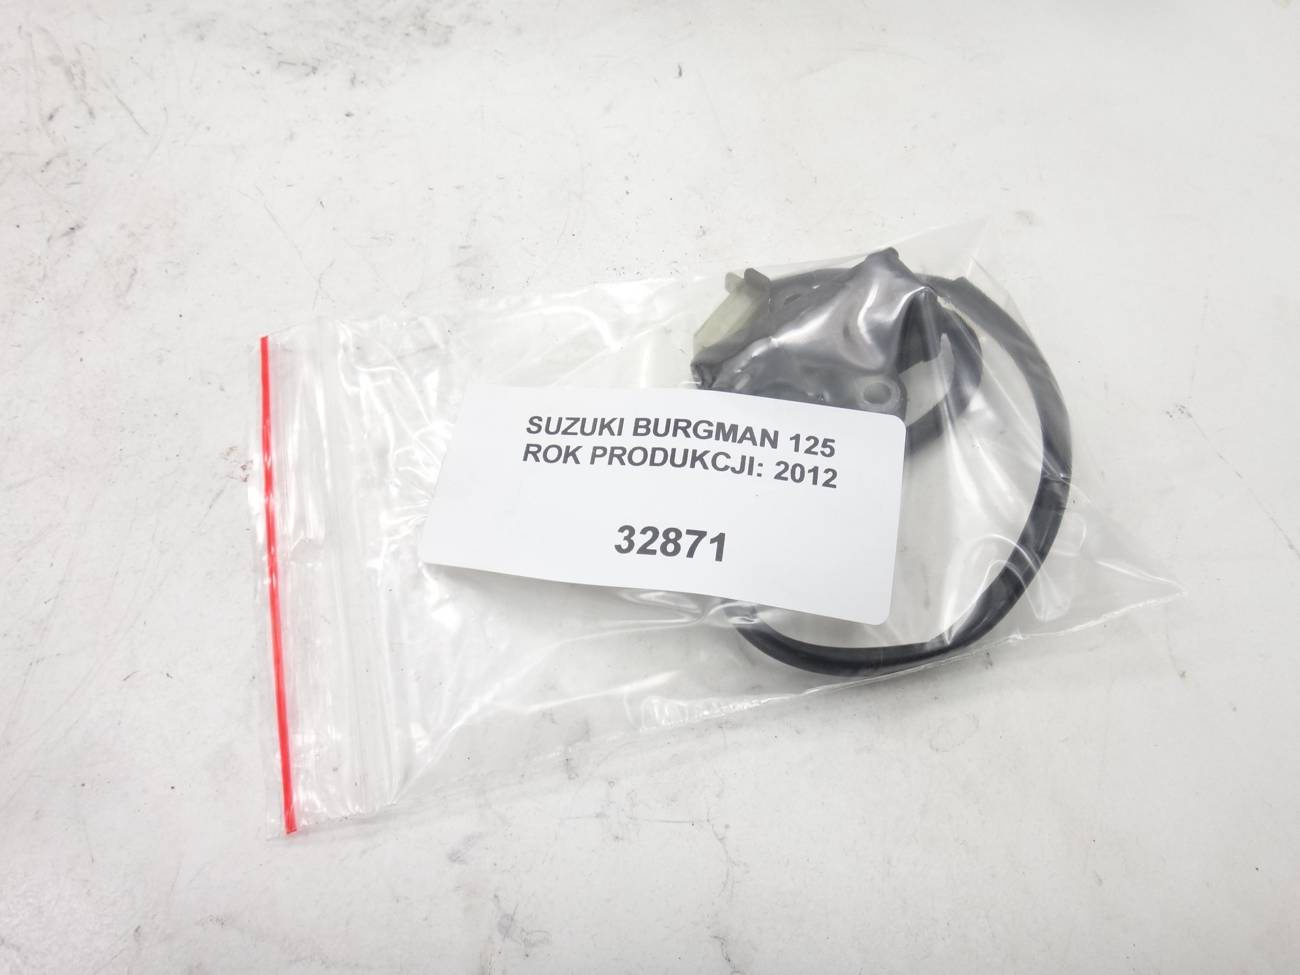 SUZUKI BURGMAN 125
ROK PRODUKCJI: 2012
32871